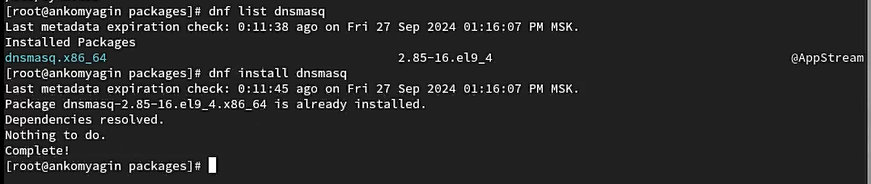 [root@ankomyagin packages]# dnf list dnsmasq
Last metadata expiration check: 0:11:38 ago on Fri 27 Sep 2024 01:16:07 PM MSK.
Installed Packages
dnsmasq.x86_64 2.85-16.el9_4 @AppStream
[root@ankomyagin packages]# dnf install dnsmasq
Last metadata expiration check: 0:11:45 ago on Fri 27 Sep 2024 01:16:07 PM MSK.
Package dnsmasq-2.85-16.el9_4.x86_64 is already installed.
Dependencies resolved.
Nothing to do.
Complete!
[root@ankomyagin packages]#